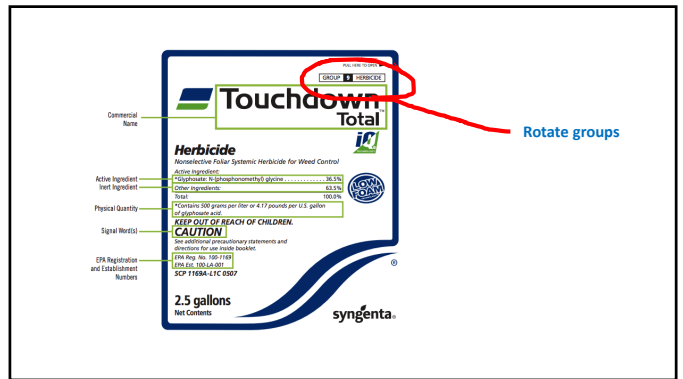 PULL HERE TO OPEN
GROUP 9 HERBICIDE
Touchdown
Total™
Commercial
Name
Rotate groups
if
Herbicide
Nonselective Foliar Systemic Herbicide for Weed Control
Active Ingredient:
Active Ingredient
*Glyphosate: N-(phosphonomethyl) glycine . . . . . . . . . . . . . 36.5%
Inert Ingredient
Other Ingredients: 63.5%
Total: 100.0%
LOW
FOAM
Physical Quantity
*Contains 500 grams per liter or 4.17 pounds per U.S. gallon
of glyphosate acid.
KEEP OUT OF REACH OF CHILDREN.
Signal Word(s)
CAUTION
See additional precautionary statements and
directions for use inside booklet.
EPA Registration
and Establishment
Numbers
EPA Reg. No. 100-1169
EPA Est. 100-LA-001
SCP 1169A-L1C 0507
®
2.5 gallons
Net Contents
syngenta®